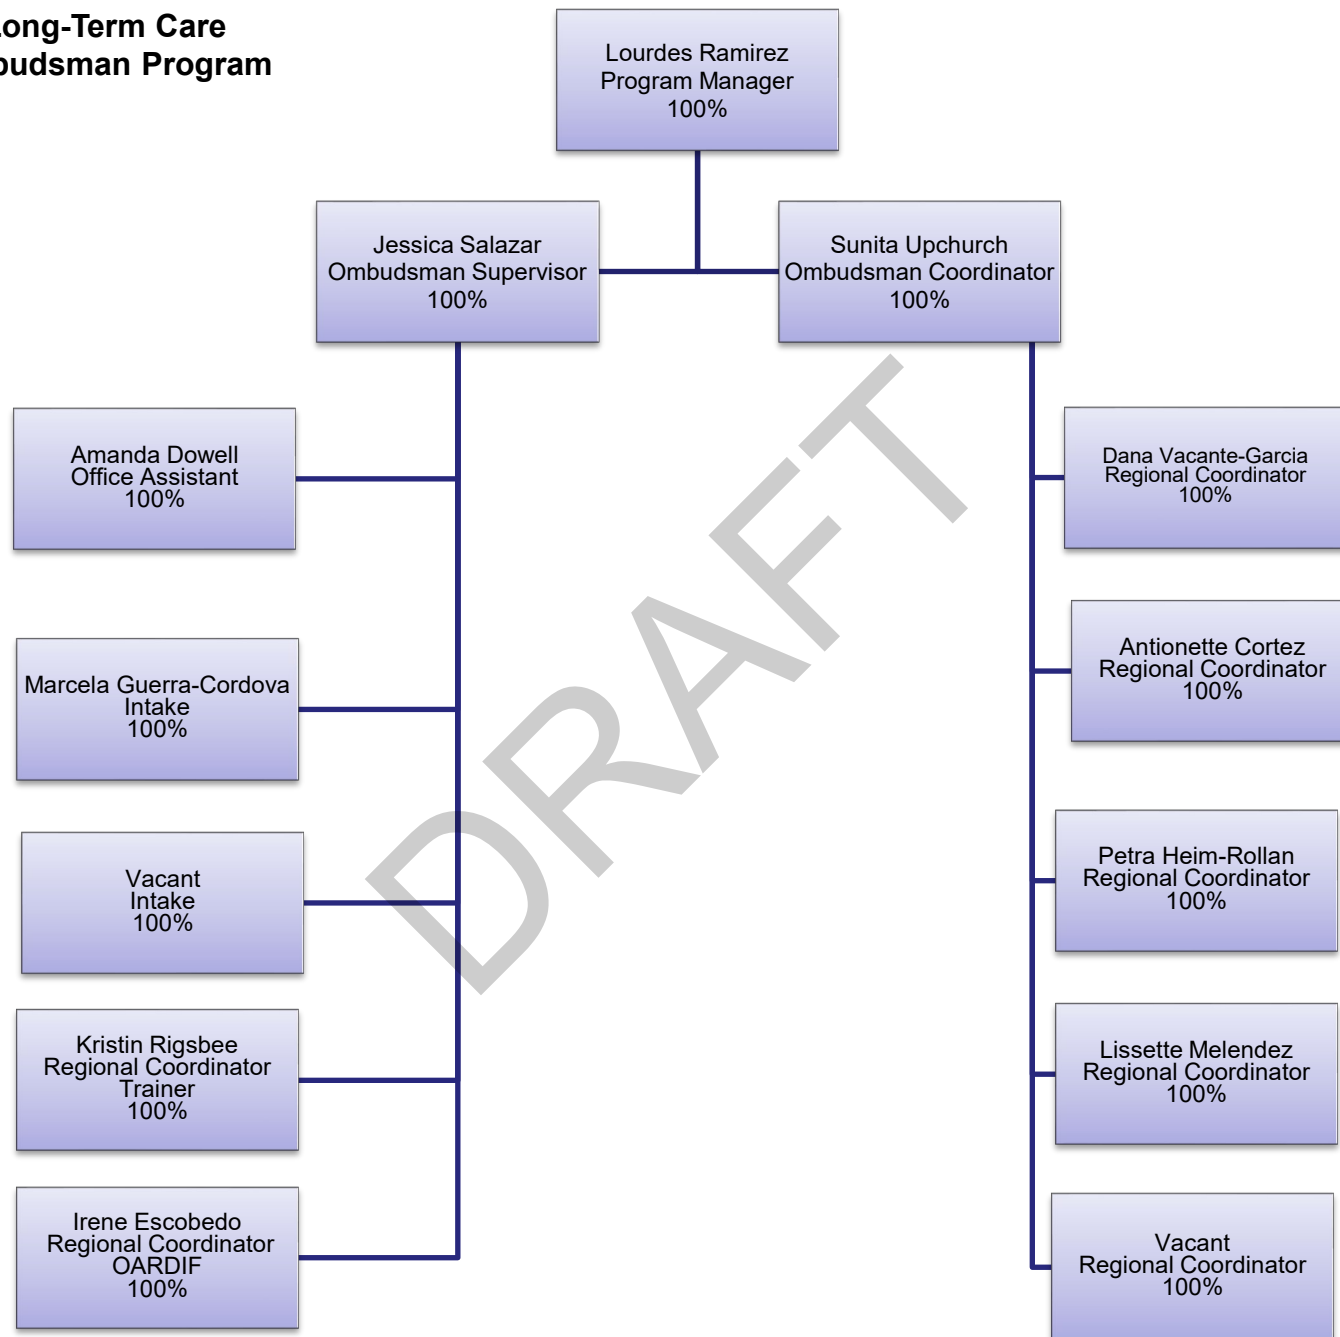 Long-Term Care
budsman Program
Lourdes Ramirez
Program Manager
100%
Jessica Salazar
Ombudsman Supervisor
100%
Sunita Upchurch
Ombudsman Coordinator
100%
Amanda Dowell
Office Assistant
100%
Marcela Guerra-Cordova
Intake
100%
Vacant
Intake
100%
Kristin Rigsbee
Regional Coordinator
Trainer
100%
Irene Escobedo
Regional Coordinator
OARDIF
100%
Dana Vacante-Garcia
Regional Coordinator
100%
Antionette Cortez
Regional Coordinator
100%
Petra Heim-Rollan
Regional Coordinator
100%
Lissette Melendez
Regional Coordinator
100%
Vacant
Regional Coordinator
100%
DRAFT